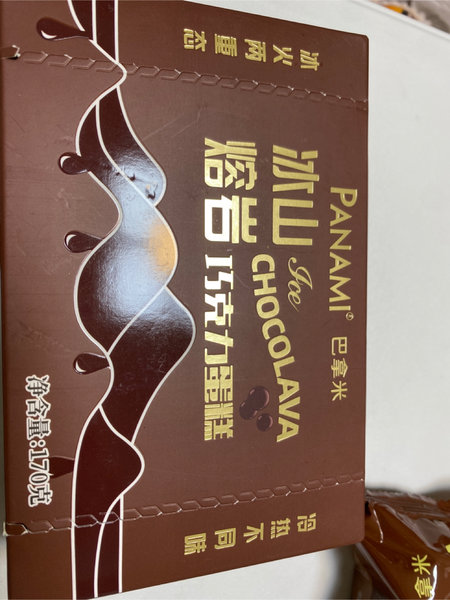 PANAMI® 巴拿米
冰火两重态
冰山
Ice
CHOCOLAVA
熔岩巧克力蛋糕
冷热不同味
净含量:170克
拿米